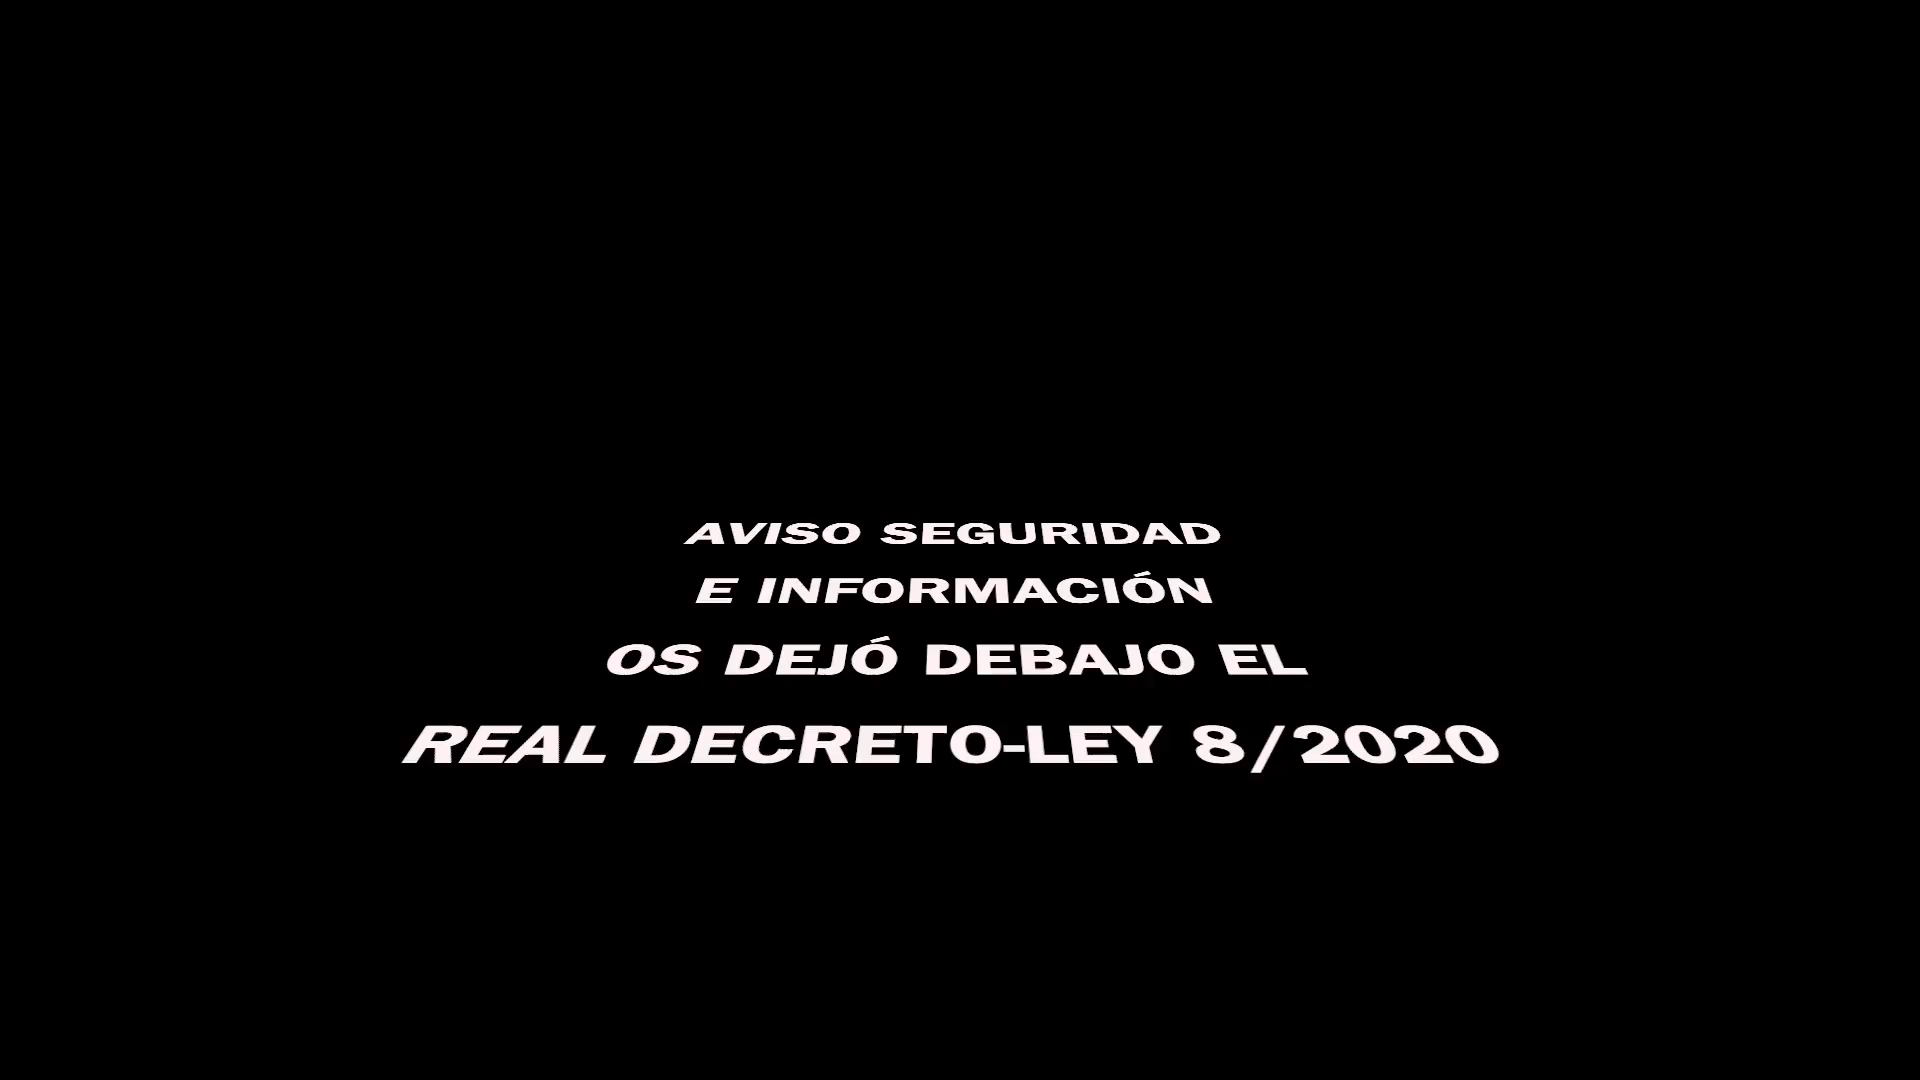 AVISO SEGURIDAD
E INFORMACIÓN
OS DEJÓ DEBAJO EL
REAL DECRETO-LEY 8/2020